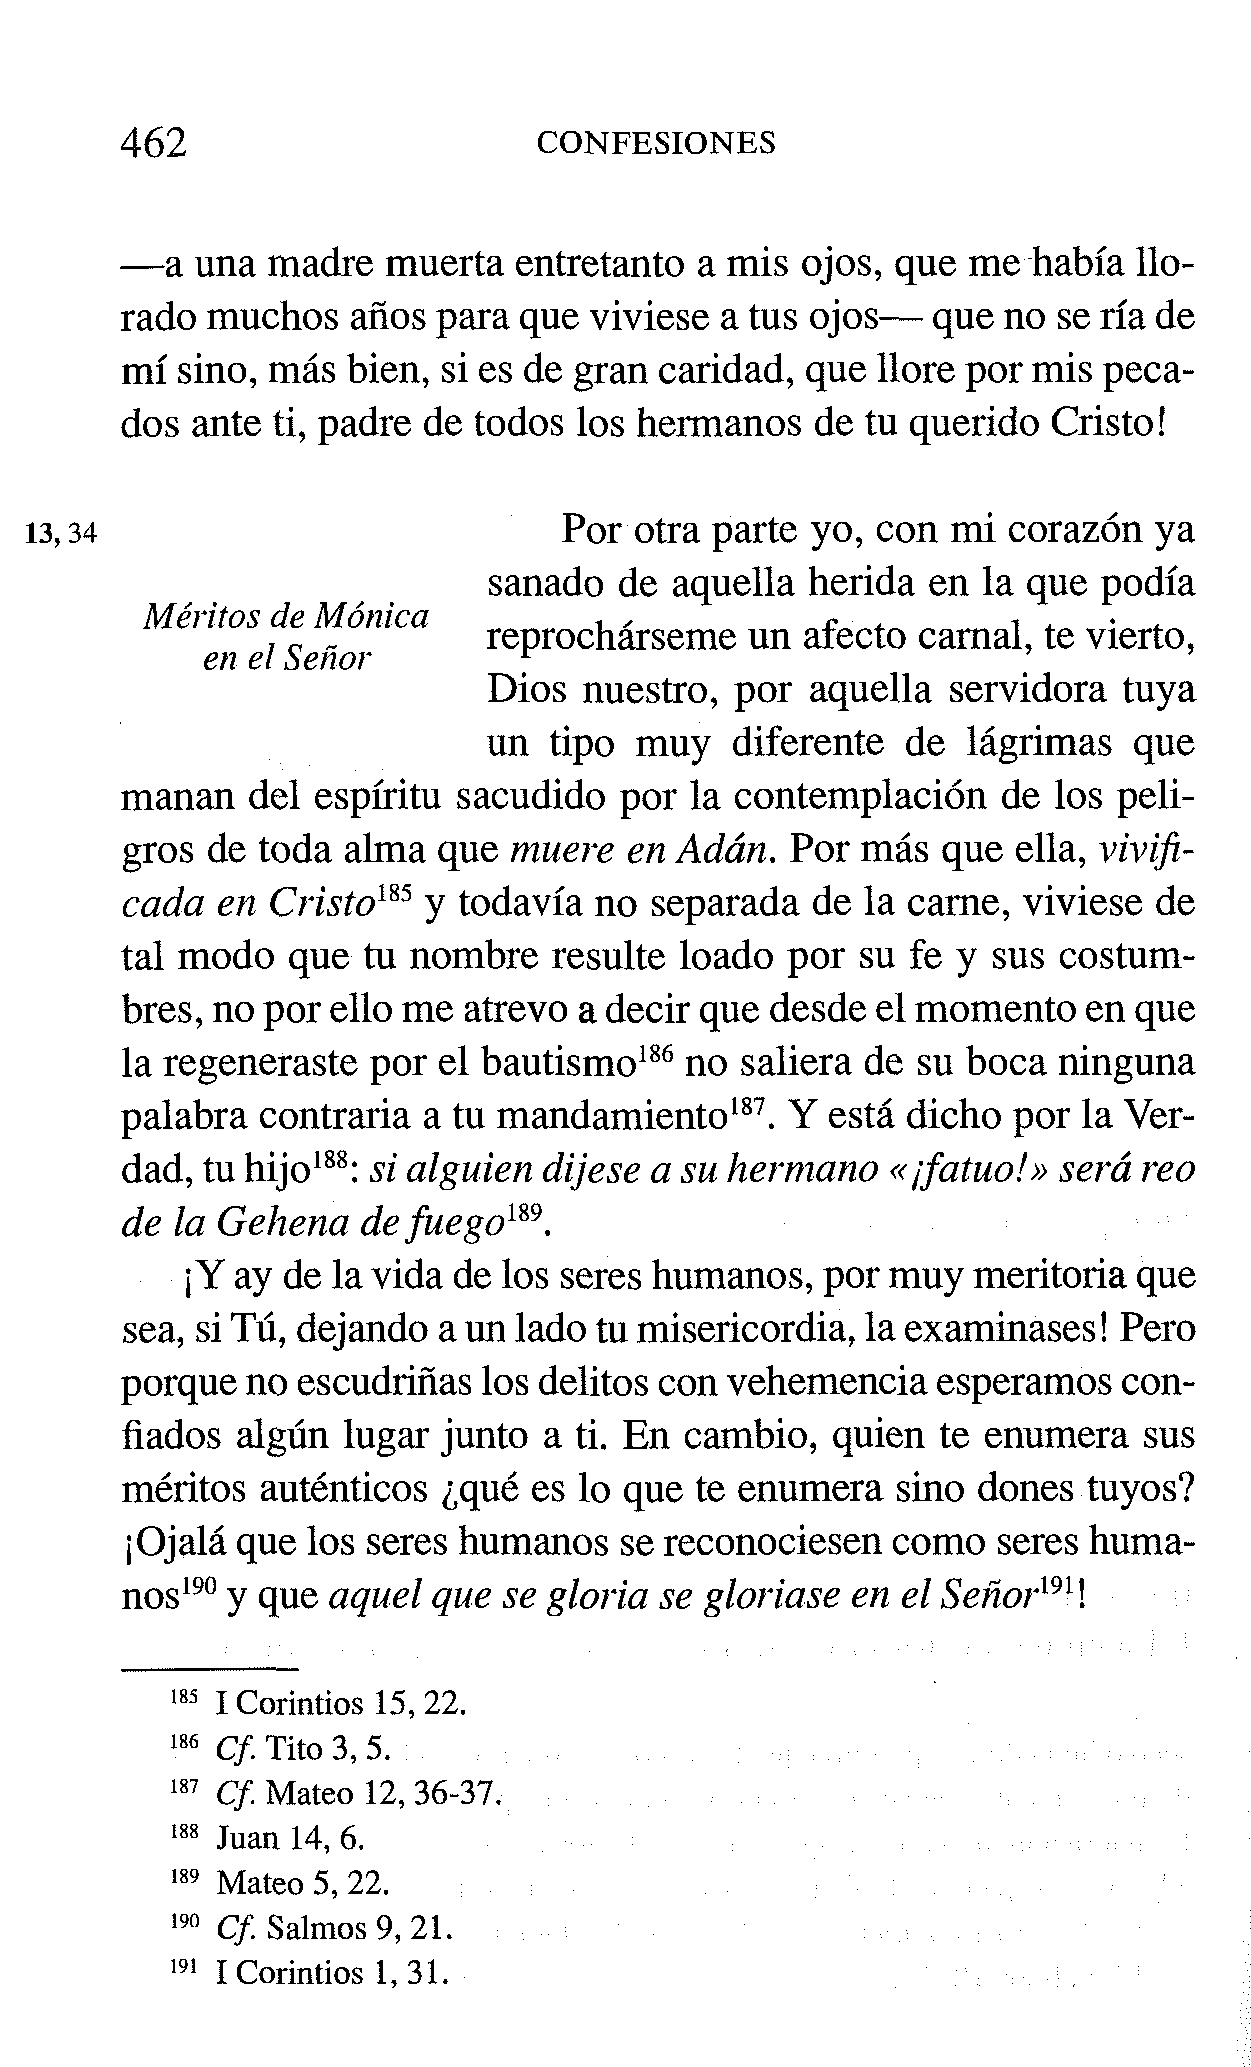 462 CONFESIONES
—a una madre muerta entretanto a mis ojos, que me había llo-
rado muchos años para que viviese a tus ojos— que no se ría de
mí sino, más bien, si es de gran caridad, que llore por mis peca-
dos ante ti, padre de todos los hermanos de tu querido Cristo!
13, 34
Méritos de Mónica
en el Señor
Por otra parte yo, con mi corazón ya
sanado de aquella herida en la que podía
reprochárseme un afecto carnal, te vierto,
Dios nuestro, por aquella servidora tuya
un tipo muy diferente de lágrimas que
manan del espíritu sacudido por la contemplación de los peli-
gros de toda alma que muere en Adán. Por más que ella, vivifi-
cada en Cristo¹⁸⁵ y todavía no separada de la carne, viviese de
tal modo que tu nombre resulte loado por su fe y sus costum-
bres, no por ello me atrevo a decir que desde el momento en que
la regeneraste por el bautismo¹⁸⁶ no saliera de su boca ninguna
palabra contraria a tu mandamiento¹⁸⁷. Y está dicho por la Ver-
dad, tu hijo¹⁸⁸: si alguien dijese a su hermano «¡fatuo!» será reo
de la Gehena de fuego¹⁸⁹.
¡Y ay de la vida de los seres humanos, por muy meritoria que
sea, si Tú, dejando a un lado tu misericordia, la examinases! Pero
porque no escudriñas los delitos con vehemencia esperamos con-
fiados algún lugar junto a ti. En cambio, quien te enumera sus
méritos auténticos ¿qué es lo que te enumera sino dones tuyos?
¡Ojalá que los seres humanos se reconociesen como seres huma-
nos¹⁹⁰ y que aquel que se gloria se gloriase en el Señor¹⁹¹!
¹⁸⁵ I Corintios 15, 22.
¹⁸⁶ Cf. Tito 3, 5.
¹⁸⁷ Cf. Mateo 12, 36-37.
¹⁸⁸ Juan 14, 6.
¹⁸⁹ Mateo 5, 22.
¹⁹⁰ Cf. Salmos 9, 21.
¹⁹¹ I Corintios 1, 31.